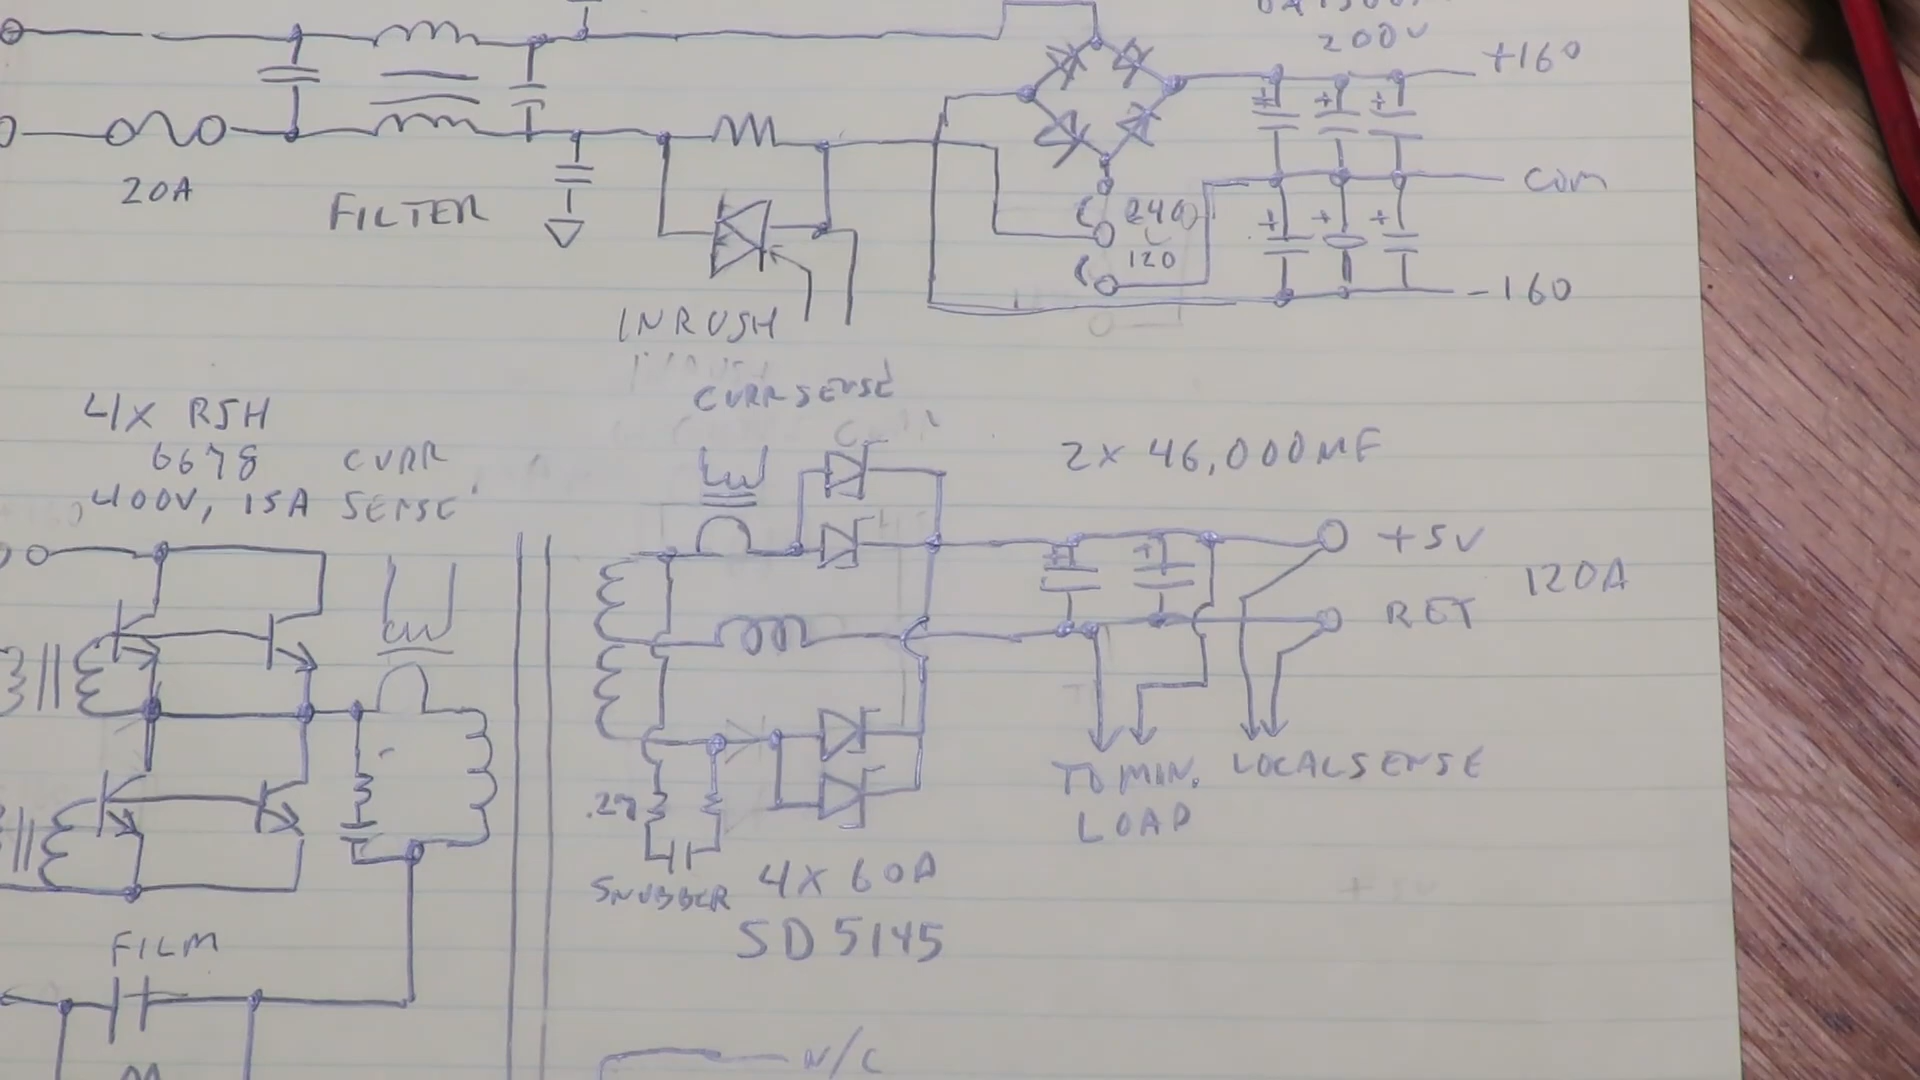 200V
+160
20A
FILTER
240
120
COM
-160
INRUSH
CURR SENSE
4X RSH
6678 CURR
400V, 15A SENSE
2X 46,000MF
+5V
120A
RET
TO MIN. LOCAL SENSE
LOAD
.27
SNUBBER
4X 60A
SD 5145
FILM
N/C